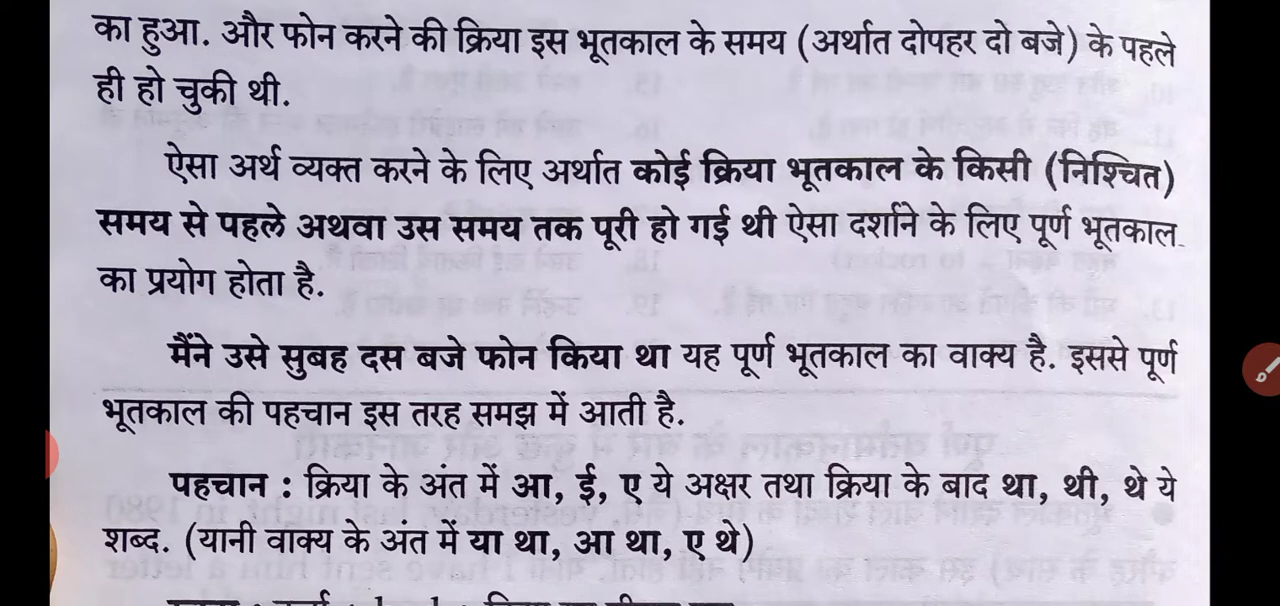 का हुआ. और फोन करने की क्रिया इस भूतकाल के समय (अर्थात दोपहर दो बजे) के पहले
ही हो चुकी थी.
ऐसा अर्थ व्यक्त करने के लिए अर्थात कोई क्रिया भूतकाल के किसी (निश्चित)
समय से पहले अथवा उस समय तक पूरी हो गई थी ऐसा दर्शाने के लिए पूर्ण भूतकाल
का प्रयोग होता है.
मैंने उसे सुबह दस बजे फोन किया था यह पूर्ण भूतकाल का वाक्य है. इससे पूर्ण
भूतकाल की पहचान इस तरह समझ में आती है.
पहचान : क्रिया के अंत में आ, ई, ए ये अक्षर तथा क्रिया के बाद था, थी, थे ये
शब्द. (यानी वाक्य के अंत में या था, आ था, ए थे)